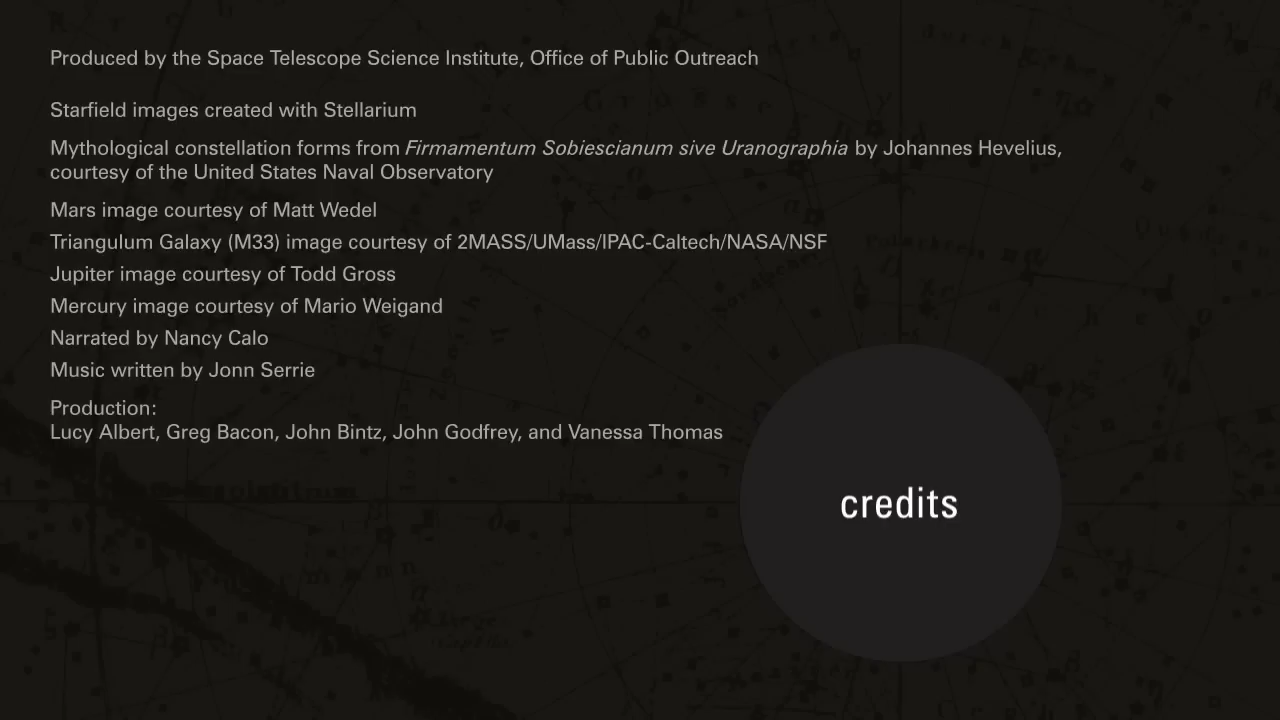 Produced by the Space Telescope Science Institute, Office of Public Outreach
Starfield images created with Stellarium
Mythological constellation forms from Firmamentum Sobiescianum sive Uranographia by Johannes Hevelius,
courtesy of the United States Naval Observatory
Mars image courtesy of Matt Wedel
Triangulum Galaxy (M33) image courtesy of 2MASS/UMass/IPAC-Caltech/NASA/NSF
Jupiter image courtesy of Todd Gross
Mercury image courtesy of Mario Weigand
Narrated by Nancy Calo
Music written by Jonn Serrie
Production:
Lucy Albert, Greg Bacon, John Bintz, John Godfrey, and Vanessa Thomas
credits